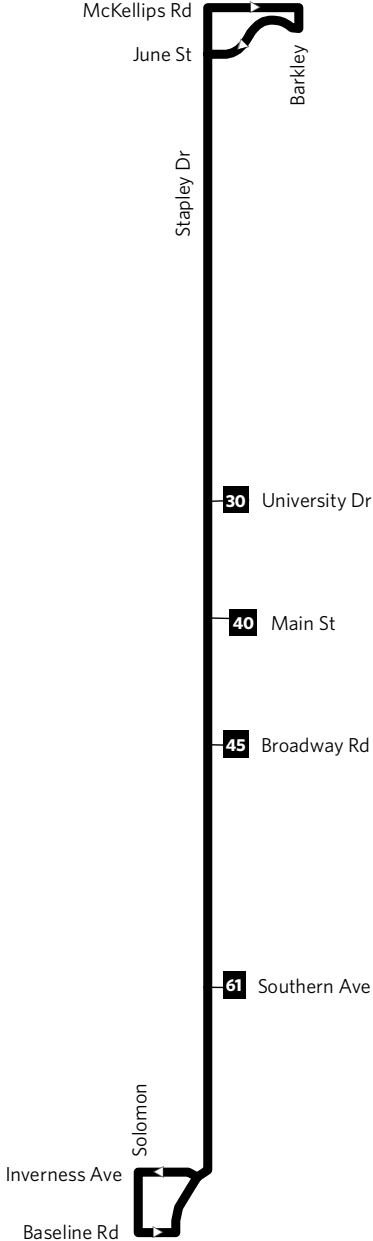 McKellips Rd
June St
Barkley
Stapley Dr
30 University Dr
40 Main St
45 Broadway Rd
61 Southern Ave
Solomon
Inverness Ave
Baseline Rd